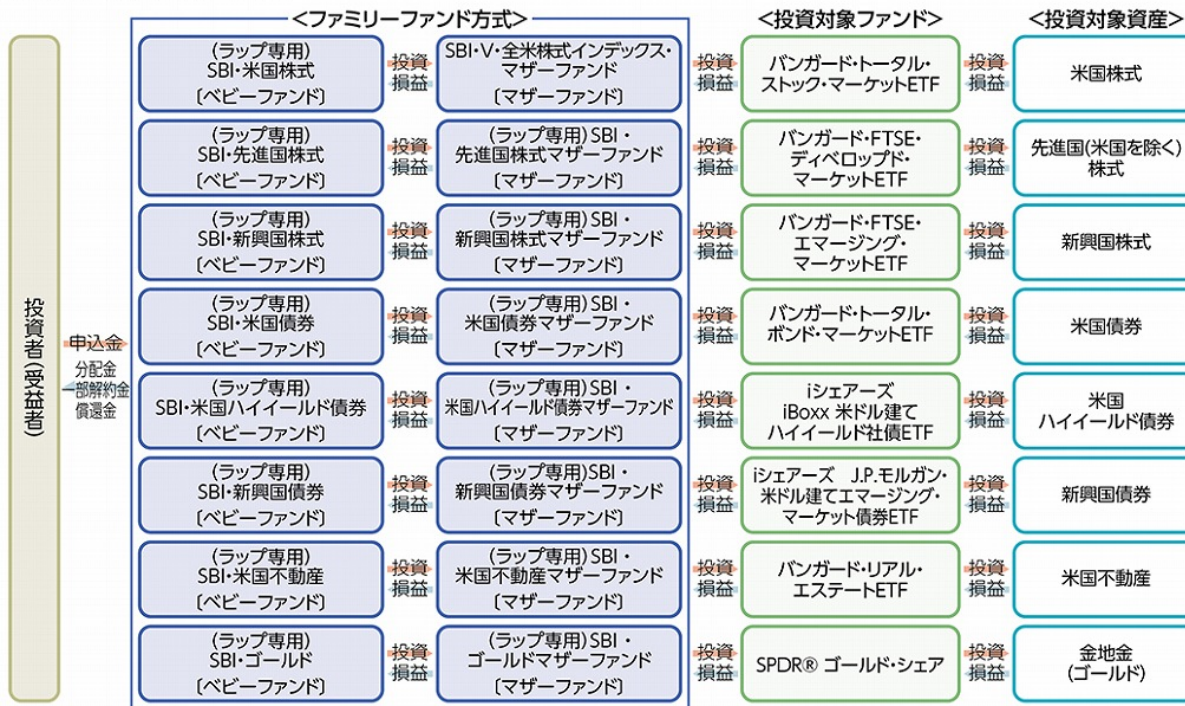 <ファミリーファンド方式>
<投資対象ファンド>
<投資対象資産>
投資者(受益者)
申込金
分配金
一部解約金
償還金
(ラップ専用)
SBI・米国株式
〔ベビーファンド〕
投資
損益
SBI・V・全米株式インデックス・
マザーファンド
〔マザーファンド〕
投資
損益
バンガード・トータル・
ストック・マーケットETF
投資
損益
米国株式
(ラップ専用)
SBI・先進国株式
〔ベビーファンド〕
投資
損益
(ラップ専用)SBI・
先進国株式マザーファンド
〔マザーファンド〕
投資
損益
バンガード・FTSE・
ディベロップド・
マーケットETF
投資
損益
先進国(米国を除く)
株式
(ラップ専用)
SBI・新興国株式
〔ベビーファンド〕
投資
損益
(ラップ専用)SBI・
新興国株式マザーファンド
〔マザーファンド〕
投資
損益
バンガード・FTSE・
エマージング・
マーケットETF
投資
損益
新興国株式
(ラップ専用)
SBI・米国債券
〔ベビーファンド〕
投資
損益
(ラップ専用)SBI・
米国債券マザーファンド
〔マザーファンド〕
投資
損益
バンガード・トータル・
ボンド・マーケットETF
投資
損益
米国債券
(ラップ専用)
SBI・米国ハイイールド債券
〔ベビーファンド〕
投資
損益
(ラップ専用)SBI・
米国ハイイールド債券マザーファンド
〔マザーファンド〕
投資
損益
iシェアーズ
iBoxx 米ドル建て
ハイイールド社債ETF
投資
損益
米国
ハイイールド債券
(ラップ専用)
SBI・新興国債券
〔ベビーファンド〕
投資
損益
(ラップ専用)SBI・
新興国債券マザーファンド
〔マザーファンド〕
投資
損益
iシェアーズ J.P.モルガン・
米ドル建てエマージング・
マーケット債券ETF
投資
損益
新興国債券
(ラップ専用)
SBI・米国不動産
〔ベビーファンド〕
投資
損益
(ラップ専用)SBI・
米国不動産マザーファンド
〔マザーファンド〕
投資
損益
バンガード・リアル・
エステートETF
投資
損益
米国不動産
(ラップ専用)
SBI・ゴールド
〔ベビーファンド〕
投資
損益
(ラップ専用)SBI・
ゴールドマザーファンド
〔マザーファンド〕
投資
損益
SPDR® ゴールド・シェア
投資
損益
金地金
(ゴールド)